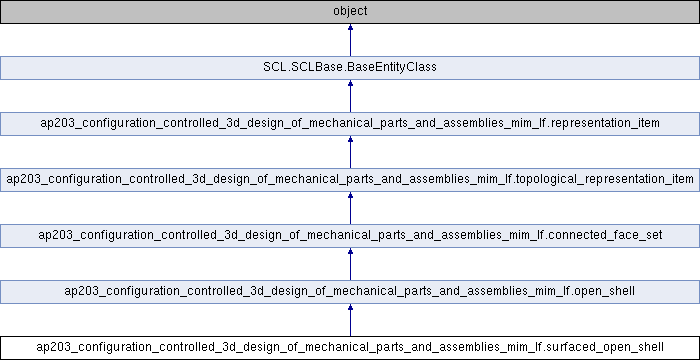 object
SCL.SCLBase.BaseEntityClass
ap203_configuration_controlled_3d_design_of_mechanical_parts_and_assemblies_mim_lf.representation_item
ap203_configuration_controlled_3d_design_of_mechanical_parts_and_assemblies_mim_lf.topological_representation_item
ap203_configuration_controlled_3d_design_of_mechanical_parts_and_assemblies_mim_lf.connected_face_set
ap203_configuration_controlled_3d_design_of_mechanical_parts_and_assemblies_mim_lf.open_shell
ap203_configuration_controlled_3d_design_of_mechanical_parts_and_assemblies_mim_lf.surfaced_open_shell